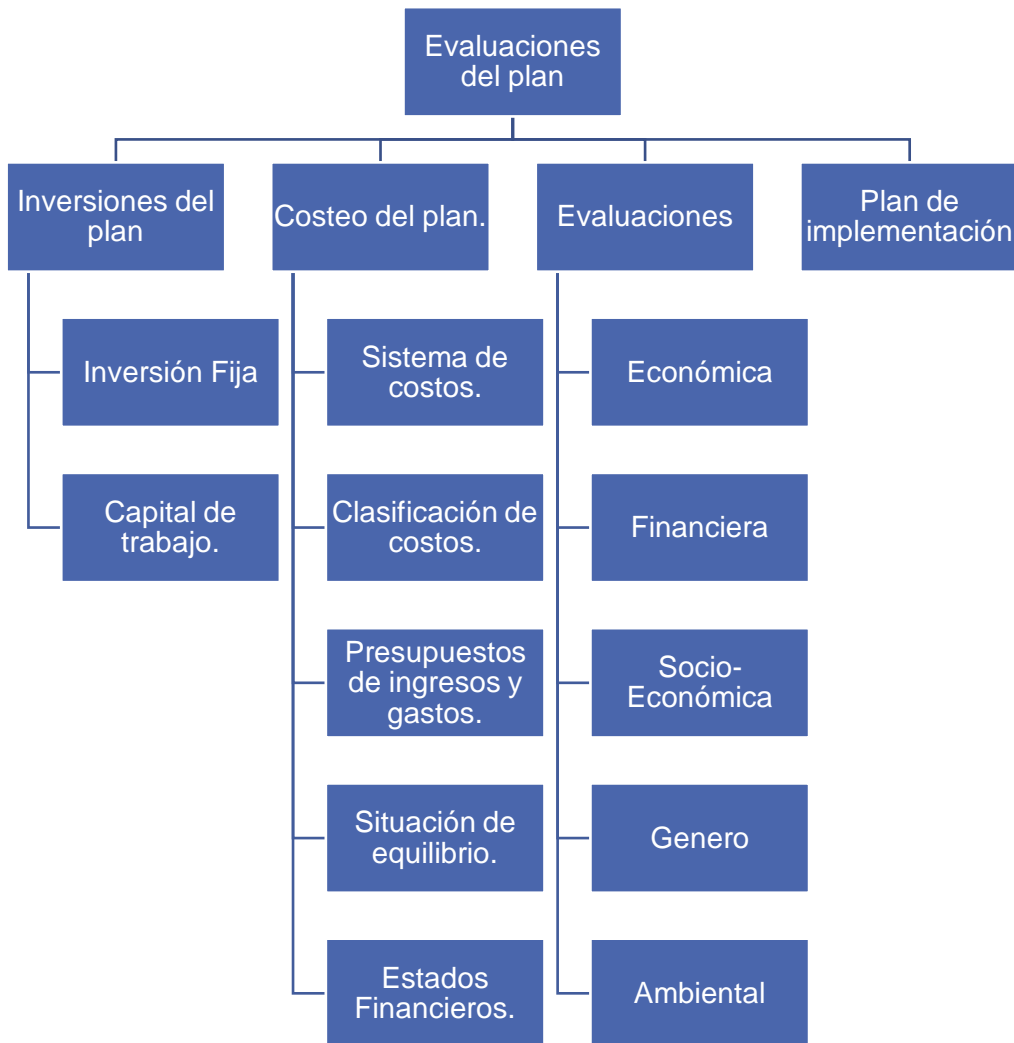 Evaluaciones
del plan
Inversiones del
plan
Costeo del plan.
Evaluaciones
Plan de
implementación
Inversión Fija
Capital de
trabajo.
Sistema de
costos.
Clasificación de
costos.
Presupuestos
de ingresos y
gastos.
Situación de
equilibrio.
Estados
Financieros.
Económica
Financiera
Socio-
Económica
Genero
Ambiental